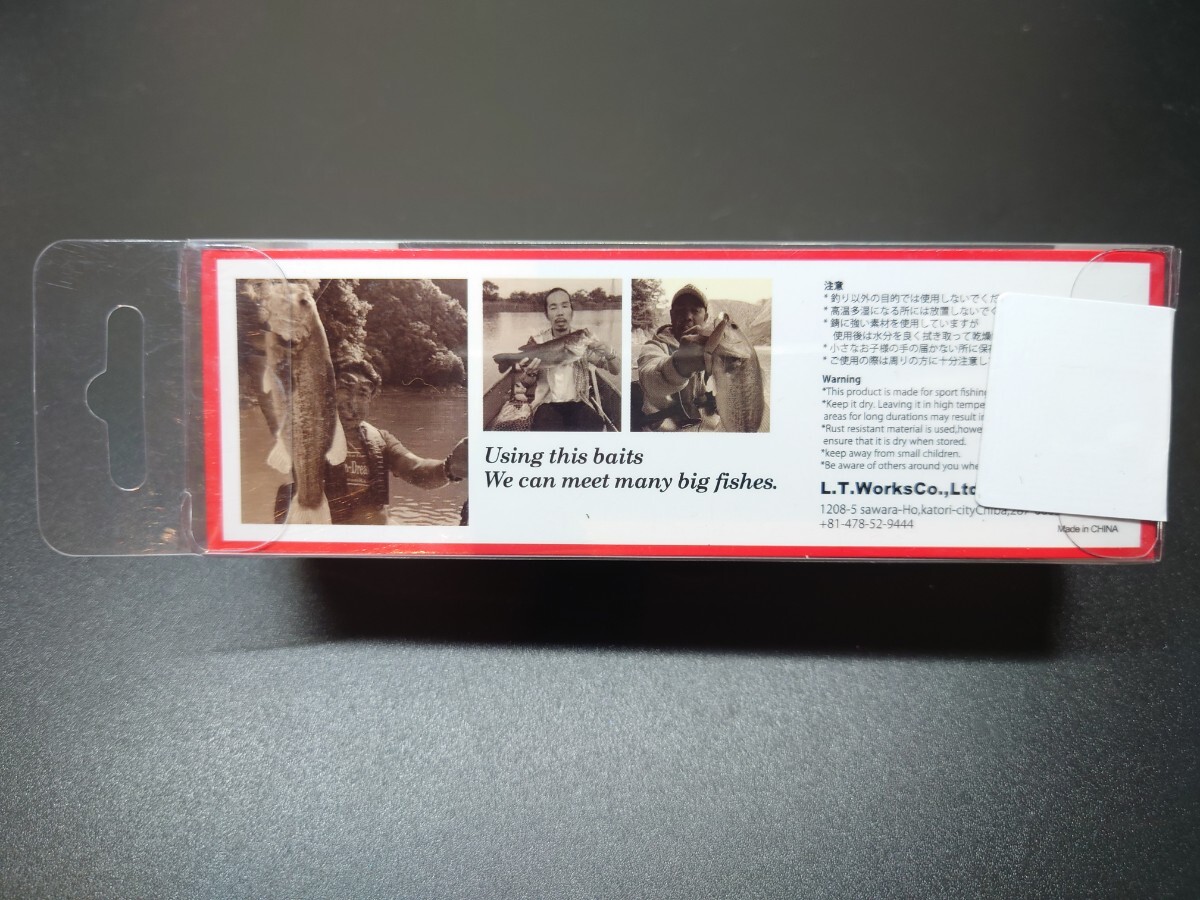 Using this baits
We can meet many big fishes.
注意
* 釣り以外の目的では使用しないでくだ
* 高温多湿になる所には放置しないでく
* 錆に強い素材を使用していますが
使用後は水分を良く拭き取って乾燥
* 小さなお子様の手の届かない所に保
* ご使用の際は周りの方に十分注意し
Warning
*This product is made for sport fishing
*Keep it dry. Leaving it in high tempe
areas for long durations may result in
*Rust resistant material is used,howe
ensure that it is dry when stored.
*keep away from small children.
*Be aware of others around you whe
L.T.WorksCo.,Ltd
1208-5 sawara-Ho,katori-cityChiba,287
+81-478-52-9444
Made in CHINA